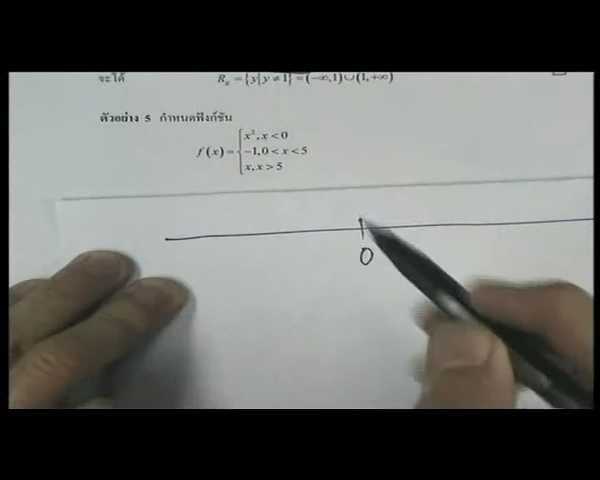 จะได้ R_g = {y|y ≠ 1} = (−∞,1) ∪ (1,+∞)
ตัวอย่าง 5 กำหนดฟังก์ชัน
x², x < 0
f(x) = { −1, 0 < x < 5
x, x > 5
0